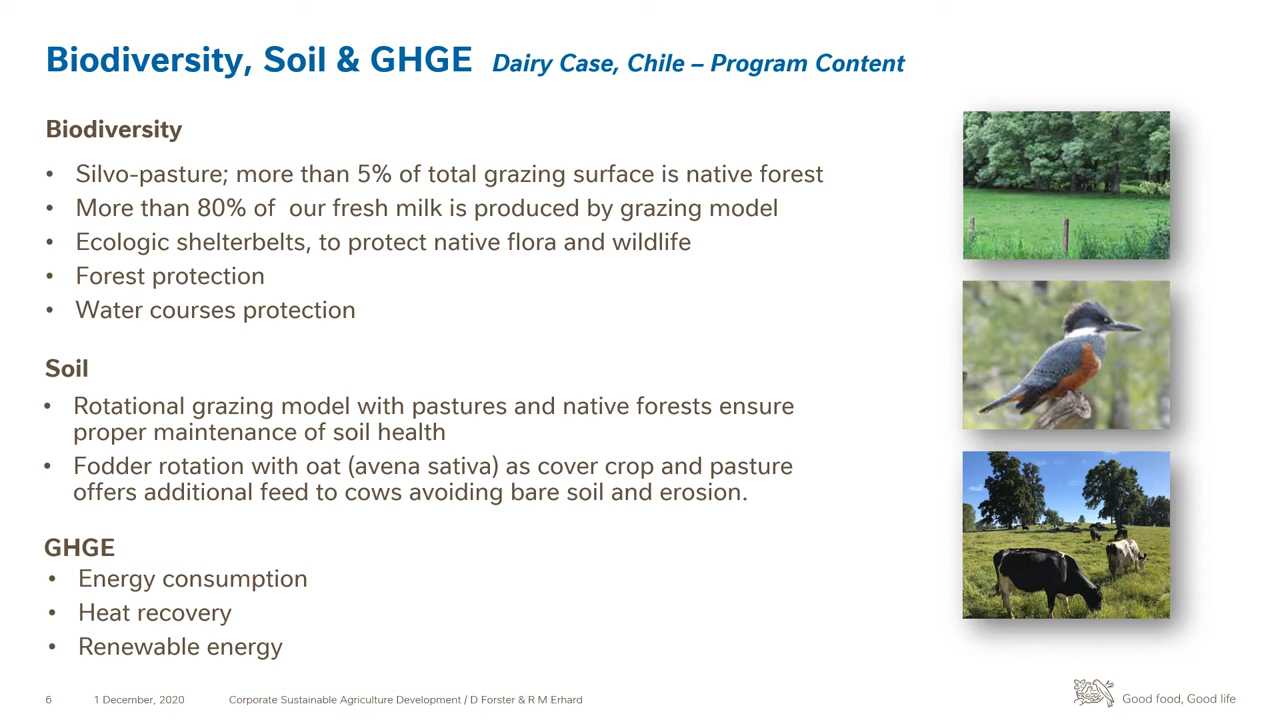 Biodiversity, Soil & GHGE Dairy Case, Chile – Program Content
Biodiversity
• Silvo-pasture; more than 5% of total grazing surface is native forest
• More than 80% of our fresh milk is produced by grazing model
• Ecologic shelterbelts, to protect native flora and wildlife
• Forest protection
• Water courses protection
Soil
• Rotational grazing model with pastures and native forests ensure
proper maintenance of soil health
• Fodder rotation with oat (avena sativa) as cover crop and pasture
offers additional feed to cows avoiding bare soil and erosion.
GHGE
• Energy consumption
• Heat recovery
• Renewable energy
6 1 December, 2020 Corporate Sustainable Agriculture Development / D Forster & R M Erhard
Good food, Good life